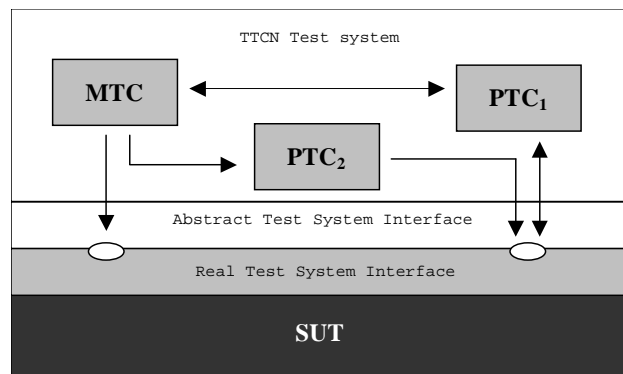 TTCN Test system
MTC
PTC1
PTC2
Abstract Test System Interface
Real Test System Interface
SUT